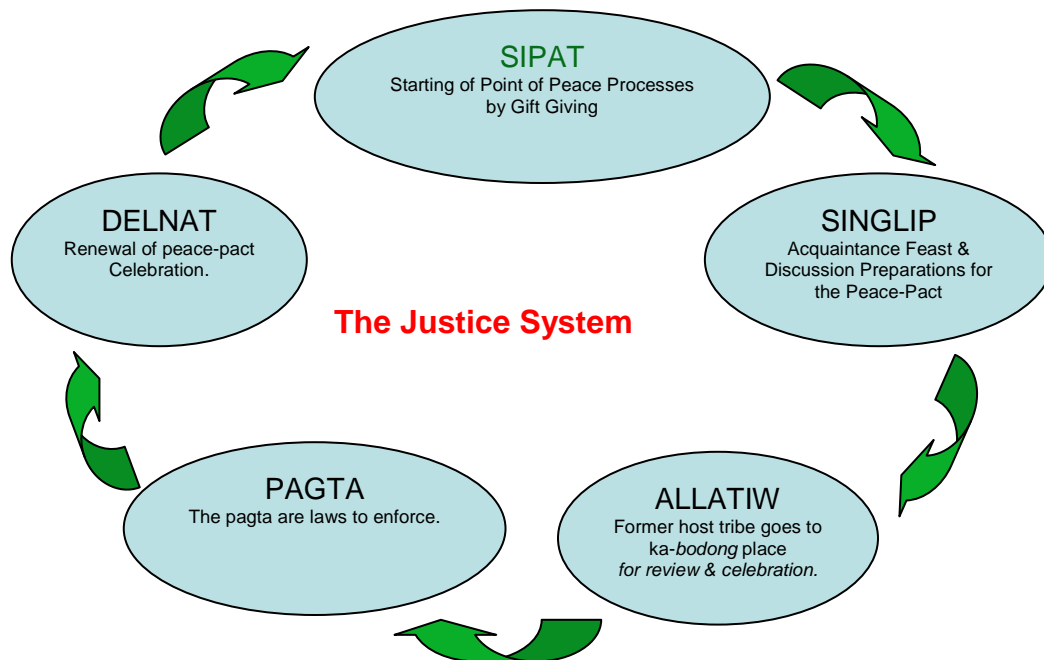 SIPAT
Starting of Point of Peace Processes
by Gift Giving
SINGLIP
Acquaintance Feast &
Discussion Preparations for
the Peace-Pact
ALLATIW
Former host tribe goes to
ka-bodong place
for review & celebration.
PAGTA
The pagta are laws to enforce.
DELNAT
Renewal of peace-pact
Celebration.
The Justice System